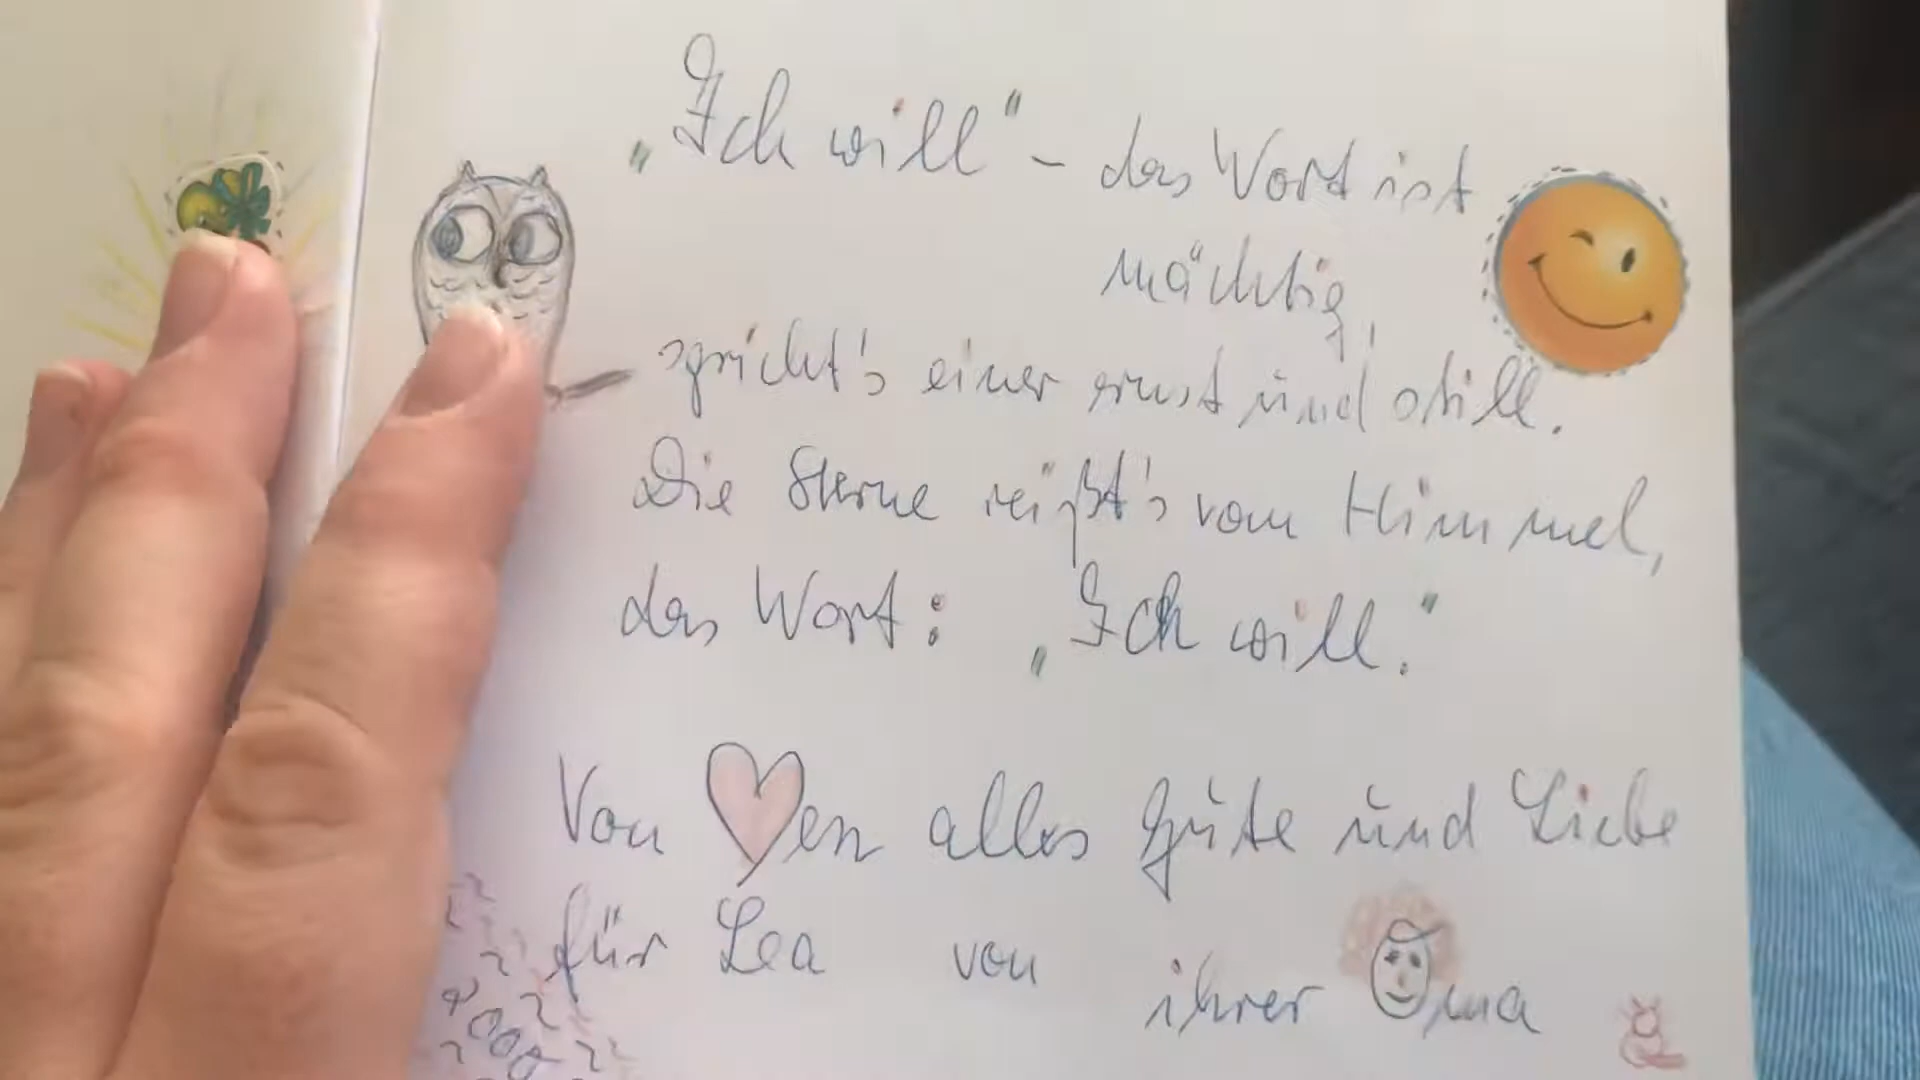 „Ich will" – das Wort ist
mächtig,
spricht's einer ernst und still.
Die Sterne reißt's vom Himmel,
das Wort: „Ich will."
Von ♡en alles Gute und Liebe
für Lea von ihrer Oma